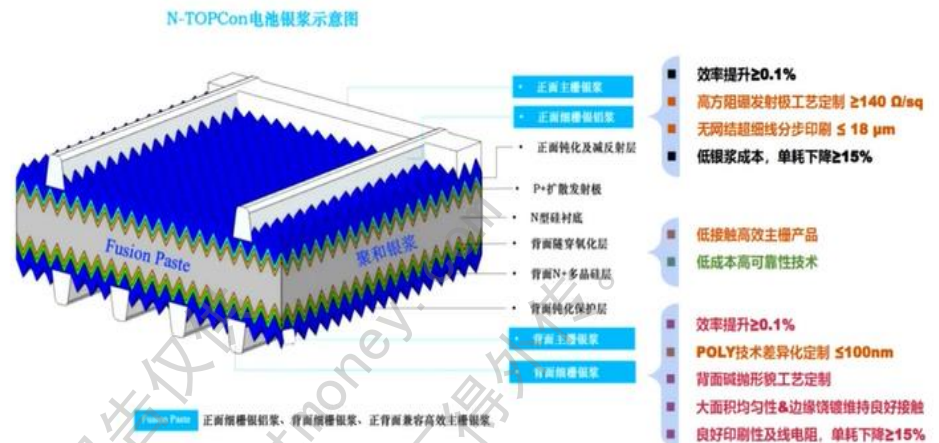 N-TOPCon电池银浆示意图
• 正面主栅银浆
• 正面细栅银铝浆
• 正面钝化及减反射层
• P+扩散发射极
• N型硅衬底
• 背面隧穿氧化层
• 背面N+多晶硅层
• 背面钝化保护层
• 背面主栅银浆
• 背面细栅银浆
Fusion Paste
聚和银浆
■ 效率提升≥0.1%
■ 高方阻硼发射极工艺定制 ≥140 Ω/sq
■ 无网结超细线分步印刷 ≤ 18 μm
■ 低银浆成本，单耗下降≥15%
■ 低接触高效主栅产品
■ 低成本高可靠性技术
■ 效率提升≥0.1%
■ POLY技术差异化定制 ≤100nm
■ 背面碱抛形貌工艺定制
■ 大面积均匀性&边缘饶镀维持良好接触
■ 良好印刷性及线电阻，单耗下降≥15%
Fusion Paste 正面细栅银铝浆、背面细栅银浆、正背面兼容高效主栅银浆